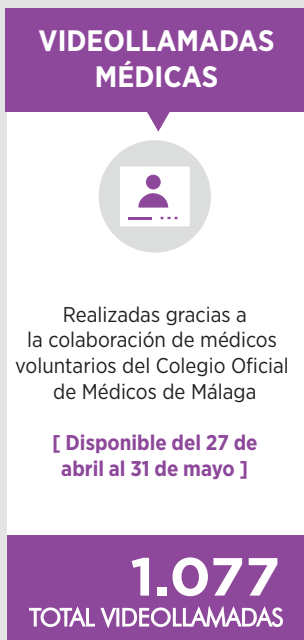 VIDEOLLAMADAS
MÉDICAS
Realizadas gracias a
la colaboración de médicos
voluntarios del Colegio Oficial
de Médicos de Málaga
[ Disponible del 27 de
abril al 31 de mayo ]
1.077
TOTAL VIDEOLLAMADAS